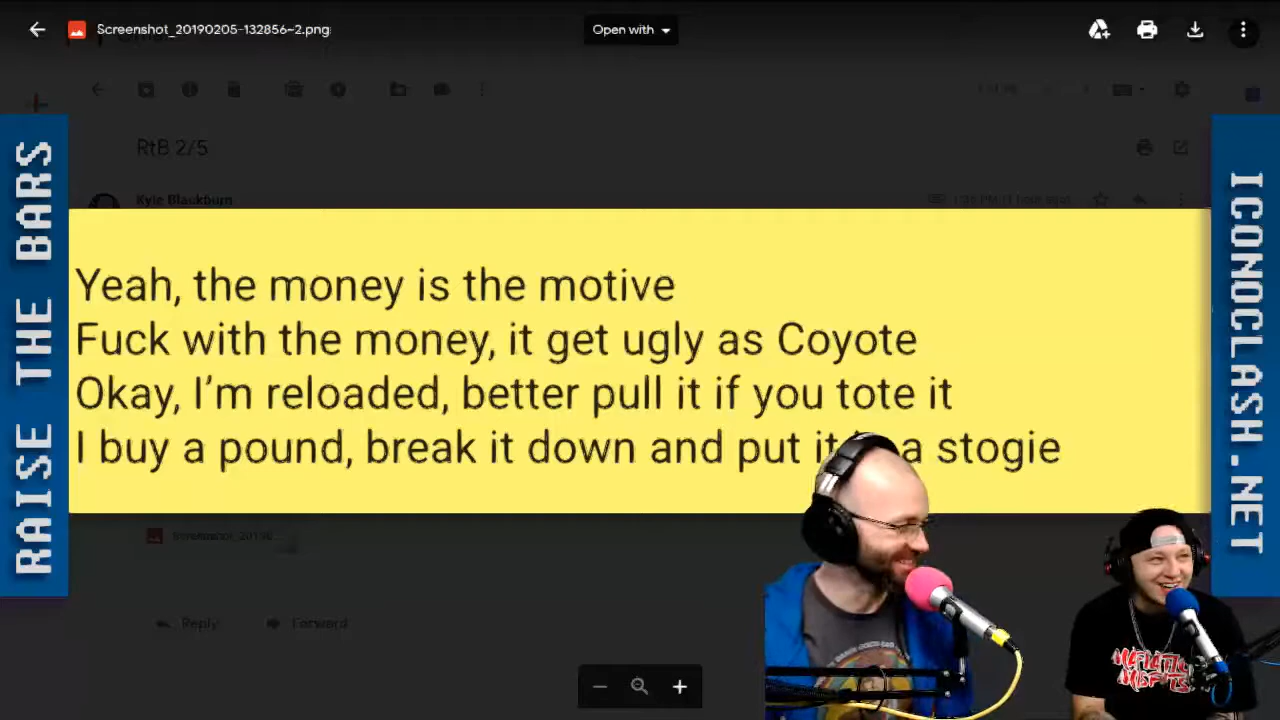 Screenshot_20190205-132856~2.png
Open with
RtB 2/5
Kyle Blackburn
RAISE THE BARS
Yeah, the money is the motive
Fuck with the money, it get ugly as Coyote
Okay, I'm reloaded, better pull it if you tote it
I buy a pound, break it down and put it a stogie
ICONOCLASH.NET
Reply
Forward